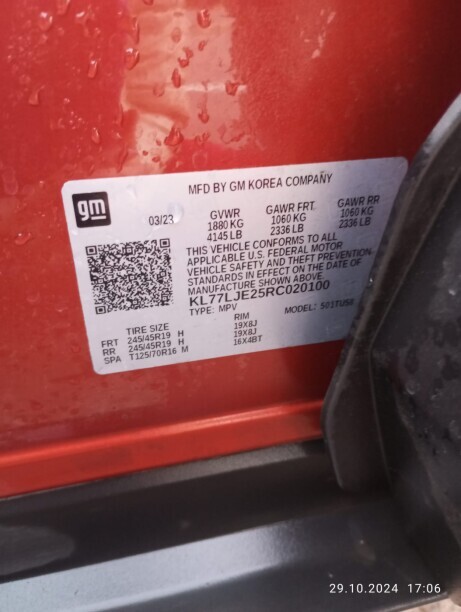 gm
MFD BY GM KOREA COMPAÑY
03/23
GVWR GAWR FRT. GAWR RR
1880 KG 1060 KG 1060 KG
4145 LB 2336 LB 2336 LB
THIS VEHICLE CONFORMS TO ALL
APPLICABLE U.S. FEDERAL MOTOR
VEHICLE SAFETY AND THEFT PREVENTION
STANDARDS IN EFFECT ON THE DATE OF
MANUFACTURE SHOWN ABOVE.
KL77LJE25RC020100
TYPE: MPV MODEL: 501TU58
TIRE SIZE RIM
FRT 245/45R19 H 19X8J
RR 245/45R19 H 19X8J
SPA T125/70R16 M 16X4BT
29.10.2024 17:06